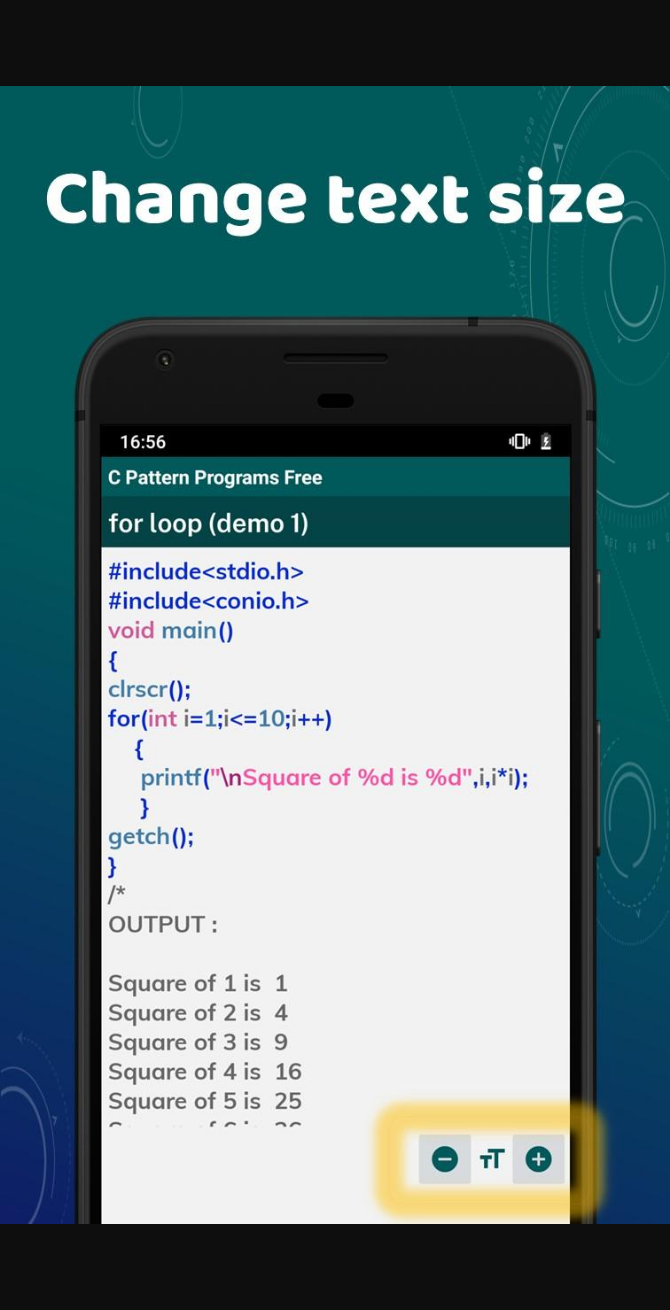 Change text size
16:56
C Pattern Programs Free
for loop (demo 1)
#include<stdio.h>
#include<conio.h>
void main()
{
clrscr();
for(int i=1;i<=10;i++)
{
printf("\nSquare of %d is %d",i,i*i);
}
getch();
}
/*
OUTPUT :
Square of 1 is  1
Square of 2 is  4
Square of 3 is  9
Square of 4 is  16
Square of 5 is  25
TT